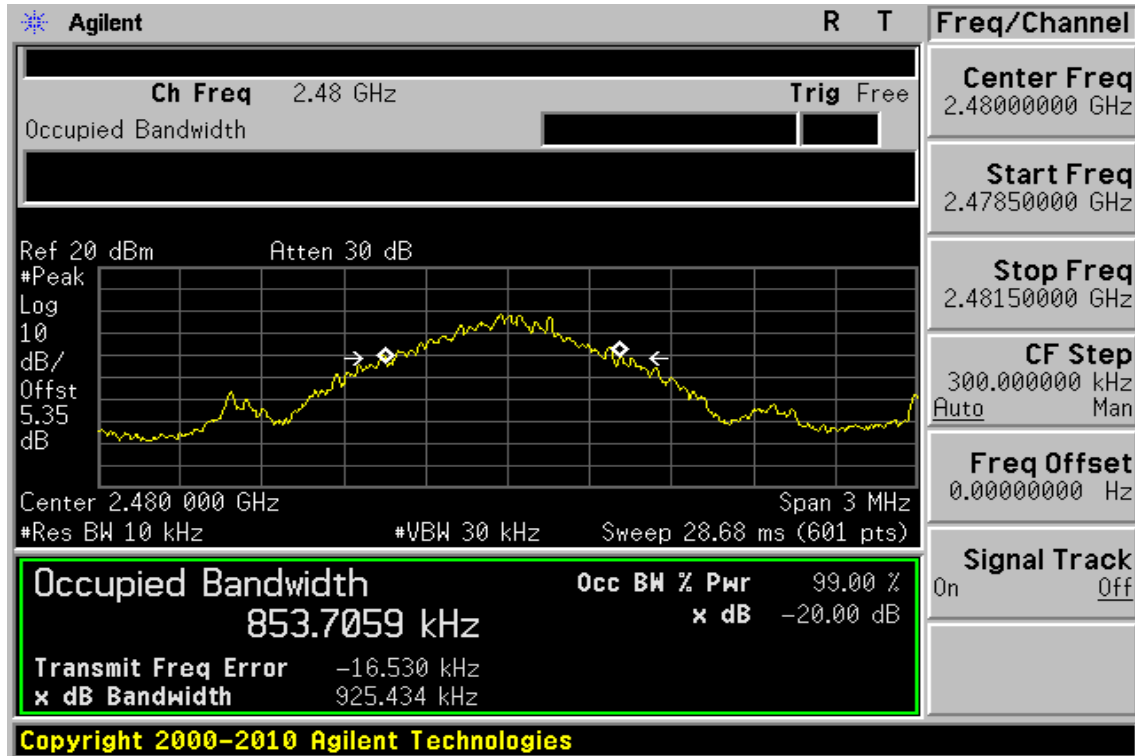 Agilent R T Freq/Channel
Ch Freq 2.48 GHz Trig Free
Occupied Bandwidth
Center Freq
2.48000000 GHz
Start Freq
2.47850000 GHz
Stop Freq
2.48150000 GHz
CF Step
300.000000 kHz
Auto Man
Freq Offset
0.00000000 Hz
Signal Track
On Off
Ref 20 dBm Atten 30 dB
#Peak
Log
10
dB/
Offst
5.35
dB
Center 2.480 000 GHz Span 3 MHz
#Res BW 10 kHz #VBW 30 kHz Sweep 28.68 ms (601 pts)
Occupied Bandwidth Occ BW % Pwr 99.00 %
853.7059 kHz x dB -20.00 dB
Transmit Freq Error -16.530 kHz
x dB Bandwidth 925.434 kHz
Copyright 2000-2010 Agilent Technologies